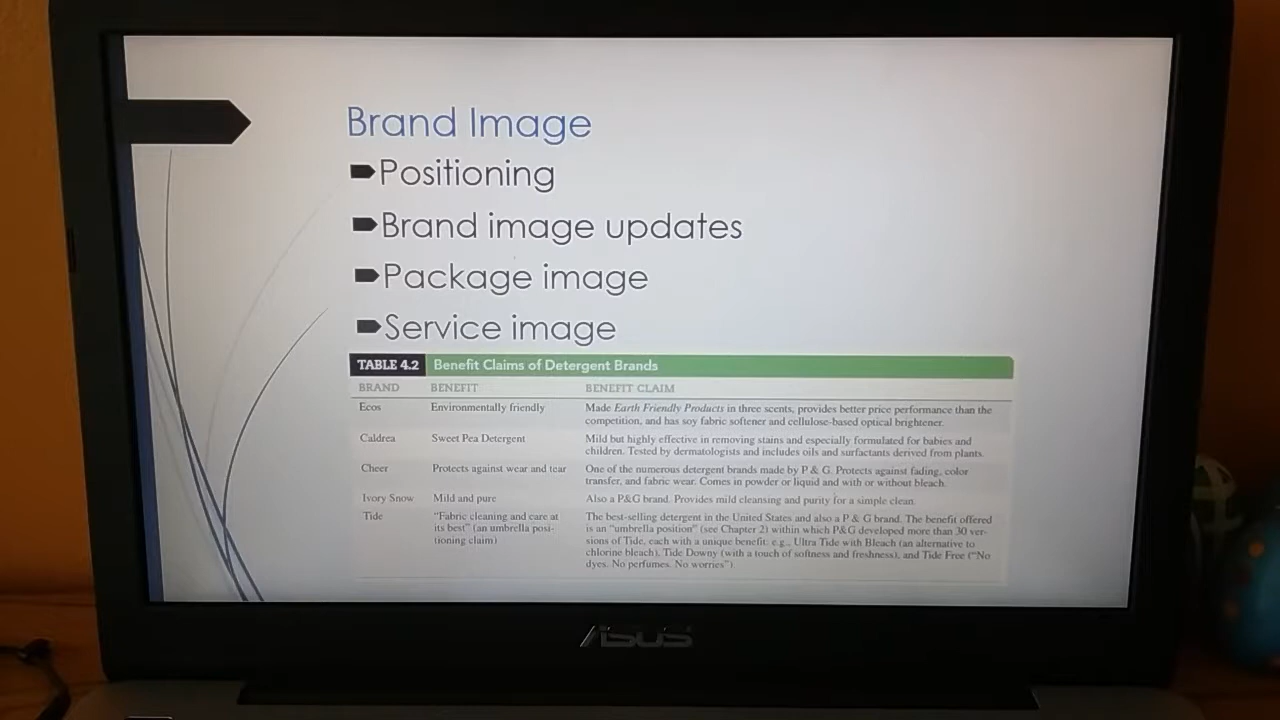 Brand Image
Positioning
Brand image updates
Package image
Service image
TABLE 4.2 Benefit Claims of Detergent Brands
BRAND BENEFIT BENEFIT CLAIM
Ecos Environmentally friendly Made Earth Friendly Products in three scents, provides better price performance than the
competition, and has soy fabric softener and cellulose-based optical brightener.
Caldrea Sweet Pea Detergent Mild but highly effective in removing stains and especially formulated for babies and
children. Tested by dermatologists and includes oils and surfactants derived from plants.
Cheer Protects against wear and tear One of the numerous detergent brands made by P & G. Protects against fading, color
transfer, and fabric wear. Comes in powder or liquid and with or without bleach.
Ivory Snow Mild and pure Also a P&G brand. Provides mild cleansing and purity for a simple clean.
Tide "Fabric cleaning and care at The best-selling detergent in the United States and also a P & G brand. The benefit offered
its best" (an umbrella posi- is an "umbrella position" (see Chapter 2) within which P&G developed more than 30 ver-
tioning claim) sions of Tide, each with a unique benefit: e.g., Ultra Tide with Bleach (an alternative to
chlorine bleach), Tide Downy (with a touch of softness and freshness), and Tide Free ("No
dyes. No perfumes. No worries").
ASUS